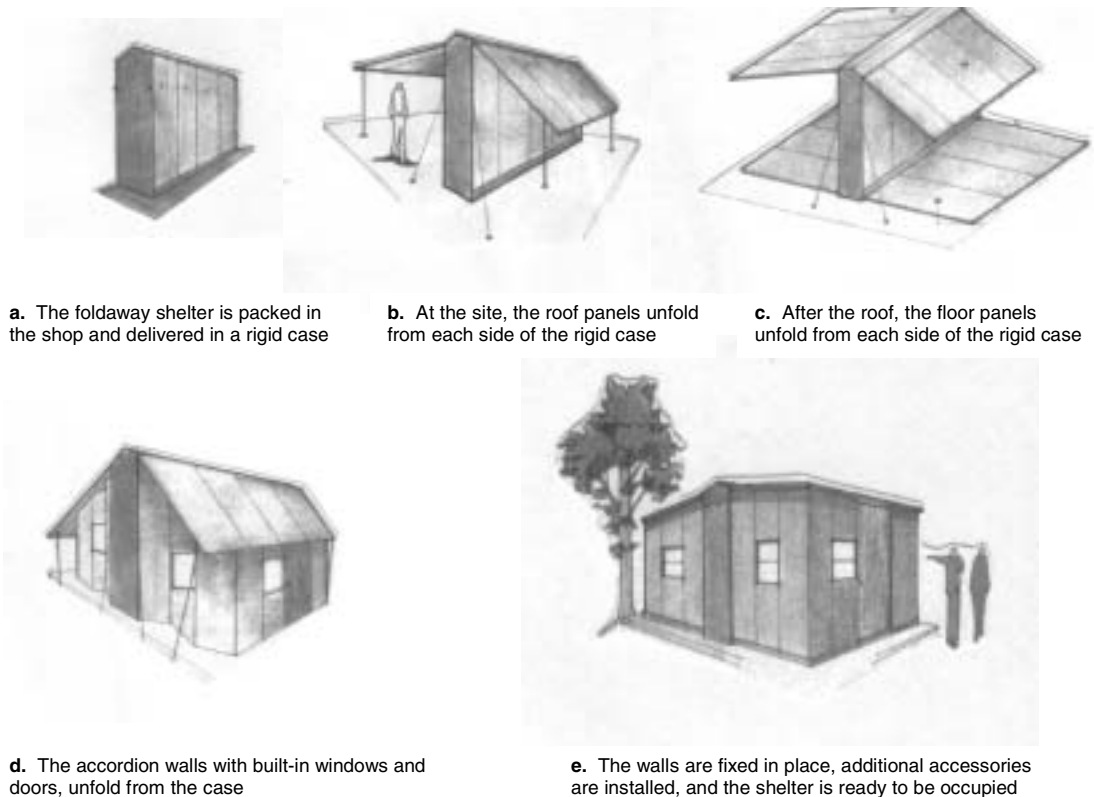 a. The foldaway shelter is packed in
the shop and delivered in a rigid case
b. At the site, the roof panels unfold
from each side of the rigid case
c. After the roof, the floor panels
unfold from each side of the rigid case
d. The accordion walls with built-in windows and
doors, unfold from the case
e. The walls are fixed in place, additional accessories
are installed, and the shelter is ready to be occupied